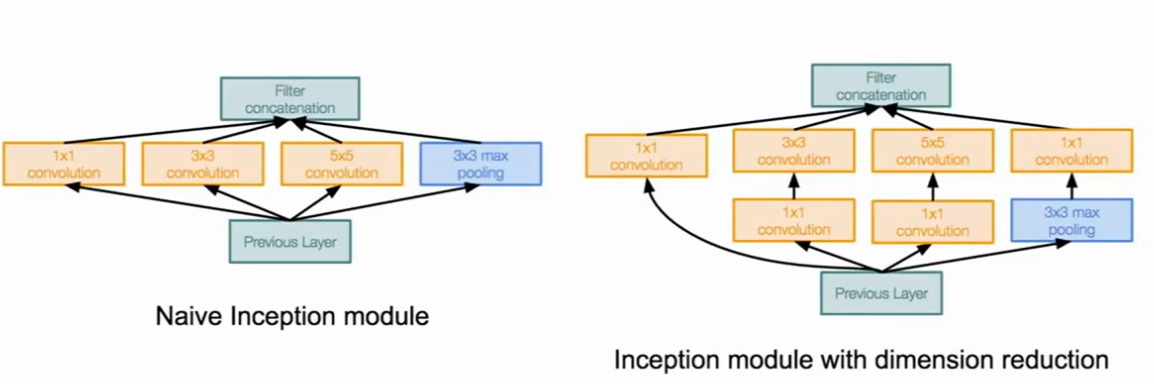 Filter
concatenation
1x1
convolution
3x3
convolution
5x5
convolution
3x3 max
pooling
Previous Layer
Naive Inception module
Filter
concatenation
1x1
convolution
3x3
convolution
5x5
convolution
1x1
convolution
1x1
convolution
1x1
convolution
3x3 max
pooling
Previous Layer
Inception module with dimension reduction